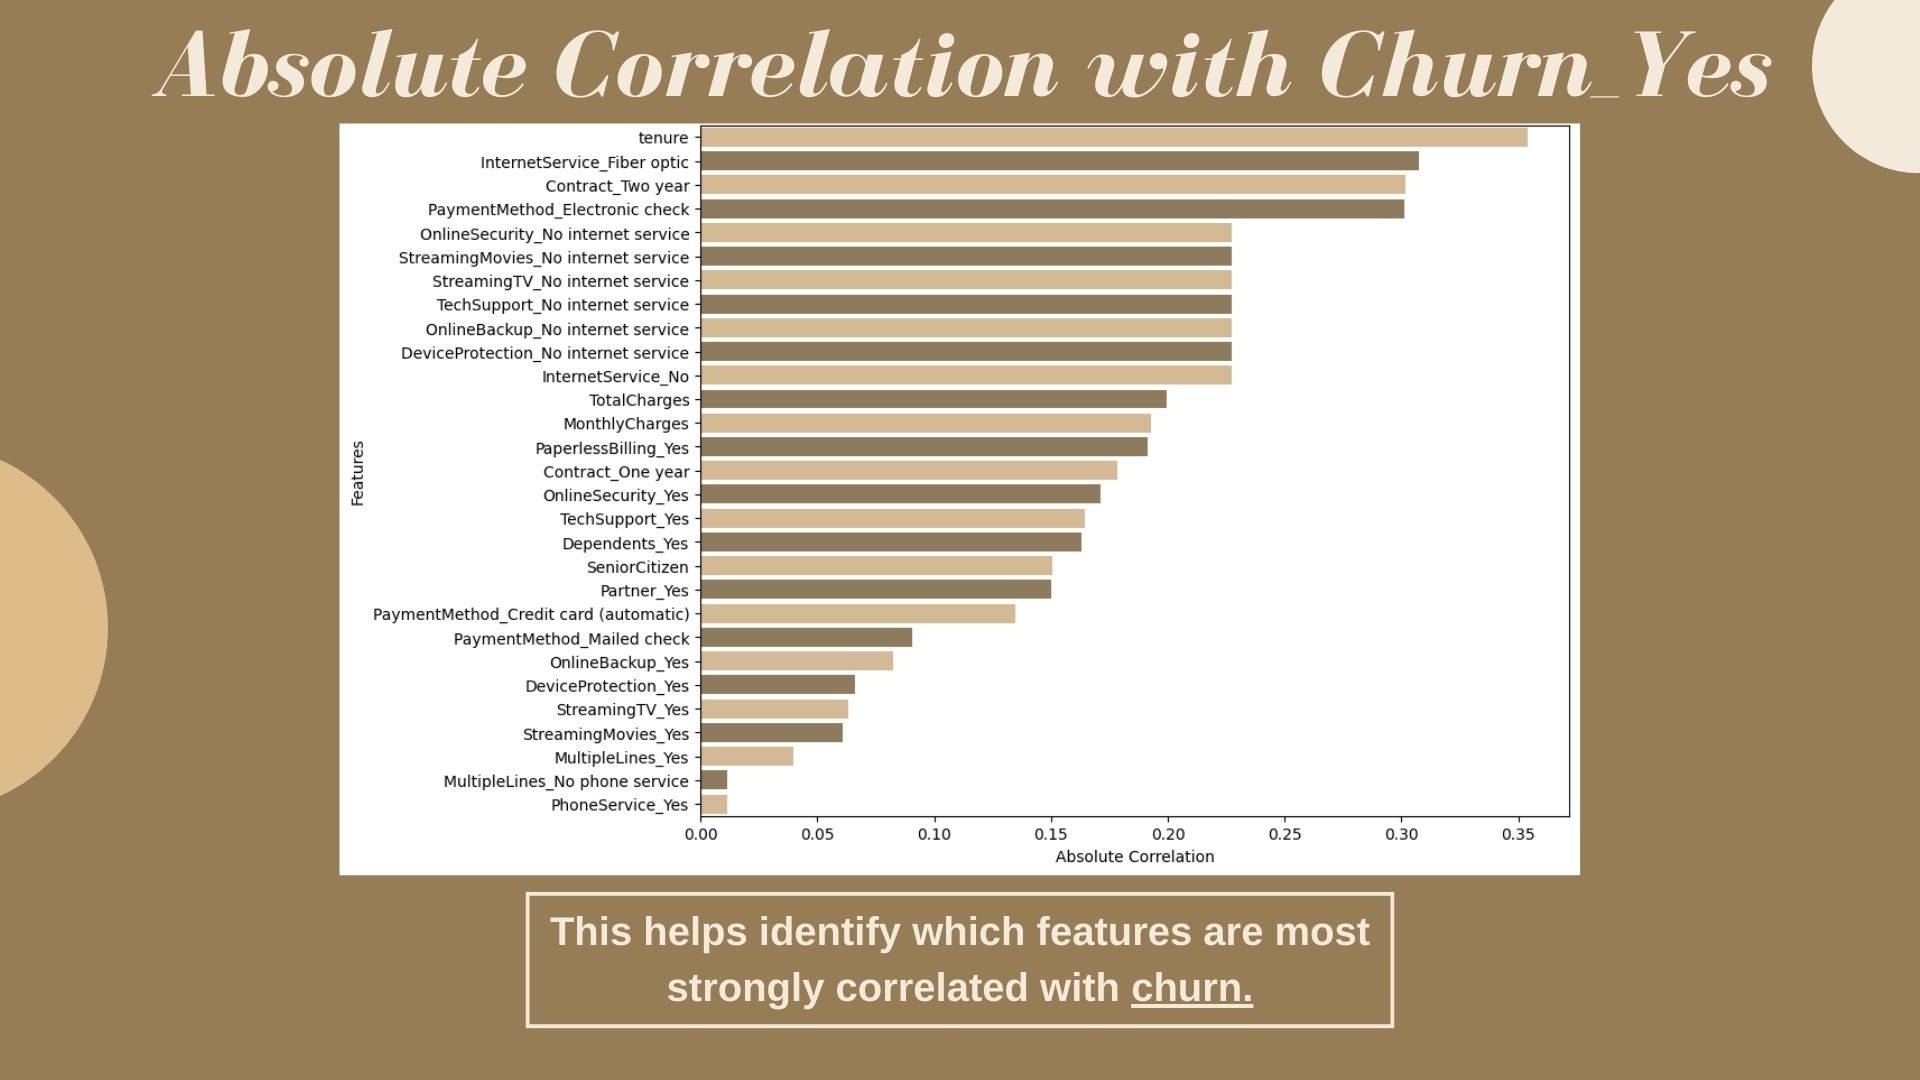 Absolute Correlation with Churn_Yes
tenure
InternetService_Fiber optic
Contract_Two year
PaymentMethod_Electronic check
OnlineSecurity_No internet service
StreamingMovies_No internet service
StreamingTV_No internet service
TechSupport_No internet service
OnlineBackup_No internet service
DeviceProtection_No internet service
InternetService_No
TotalCharges
MonthlyCharges
PaperlessBilling_Yes
Contract_One year
OnlineSecurity_Yes
TechSupport_Yes
Dependents_Yes
SeniorCitizen
Partner_Yes
PaymentMethod_Credit card (automatic)
PaymentMethod_Mailed check
OnlineBackup_Yes
DeviceProtection_Yes
StreamingTV_Yes
StreamingMovies_Yes
MultipleLines_Yes
MultipleLines_No phone service
PhoneService_Yes
Features
0.00 0.05 0.10 0.15 0.20 0.25 0.30 0.35
Absolute Correlation
This helps identify which features are most
strongly correlated with churn.